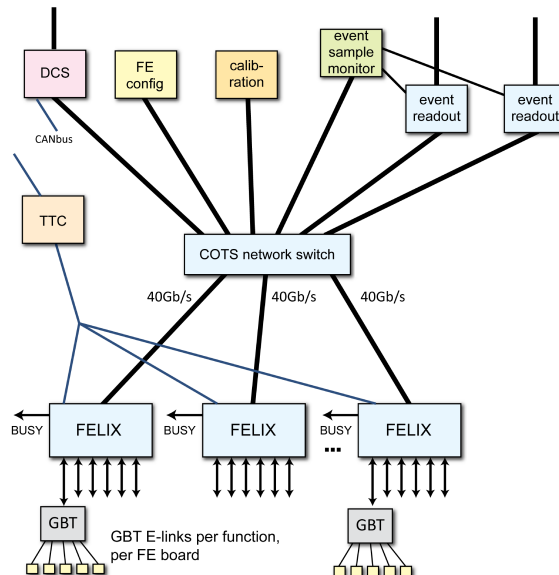 DCS
FE
config
calib-
ration
event
sample
monitor
event
readout
event
readout
CANbus
TTC
COTS network switch
40Gb/s
40Gb/s
40Gb/s
BUSY
FELIX
BUSY
FELIX
BUSY
FELIX
...
GBT
GBT E-links per function,
per FE board
GBT